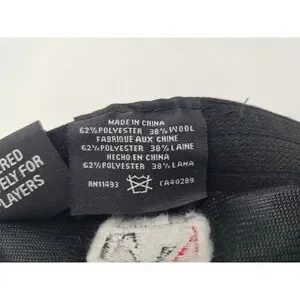 RED
ELY FOR
LAYERS
MADE IN CHINA
62% POLYESTER 38% WOOL
FABRIQUE AUX CHINE
62% POLYESTER 38% LAINE
HECHO EN CHINA
62% POLYESTER 38% LANA
RN11493 CA40289